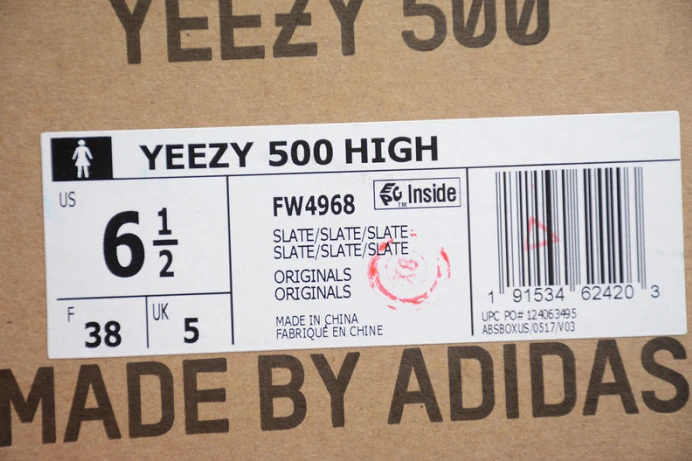 YEEZY 500
YEEZY 500 HIGH
US
6 1/2
F
38
UK
5
FW4968
EPC Inside
TM
SLATE/SLATE/SLATE
SLATE/SLATE/SLATE
ORIGINALS
ORIGINALS
MADE IN CHINA
FABRIQUÉ EN CHINE
1 91534 62420 3
UPC PO# 124063495
ABSBOXUS/0517/V03
MADE BY ADIDAS